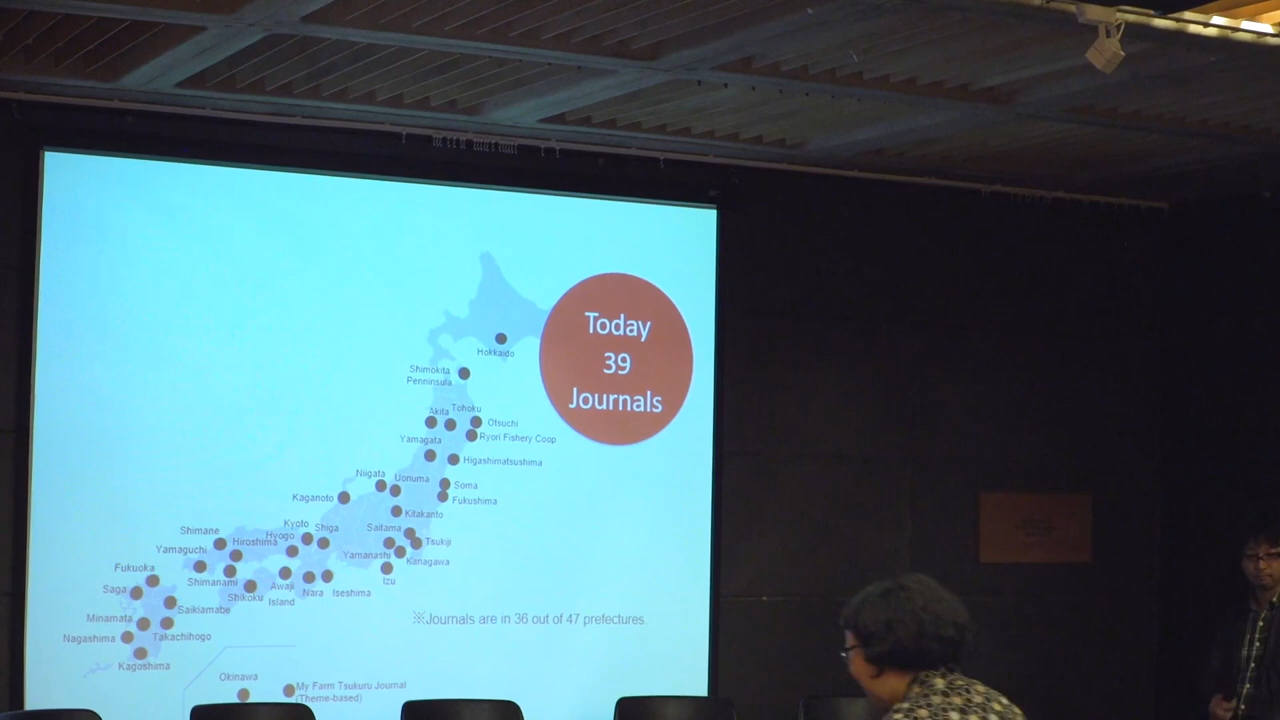 Today
39
Journals
Hokkaido
Shimokita
Penninsula
Akita
Tohoku
Otsuchi
Ryori Fishery Coop
Yamagata
Higashimatsushima
Niigata
Uonuma
Soma
Kaganoto
Fukushima
Kitakanto
Kyoto
Shiga
Saitama
Shimane
Hiroshima
Hyogo
Tsukiji
Yamaguchi
Yamanashi
Kanagawa
Fukuoka
Shimanami
Izu
Saga
Shikoku
Awaji
Island
Nara
Iseshima
Saikiamabe
Minamata
※Journals are in 36 out of 47 prefectures.
Nagashima
Takachihogo
Kagoshima
Okinawa
My Farm Tsukuru Journal
(Theme-based)